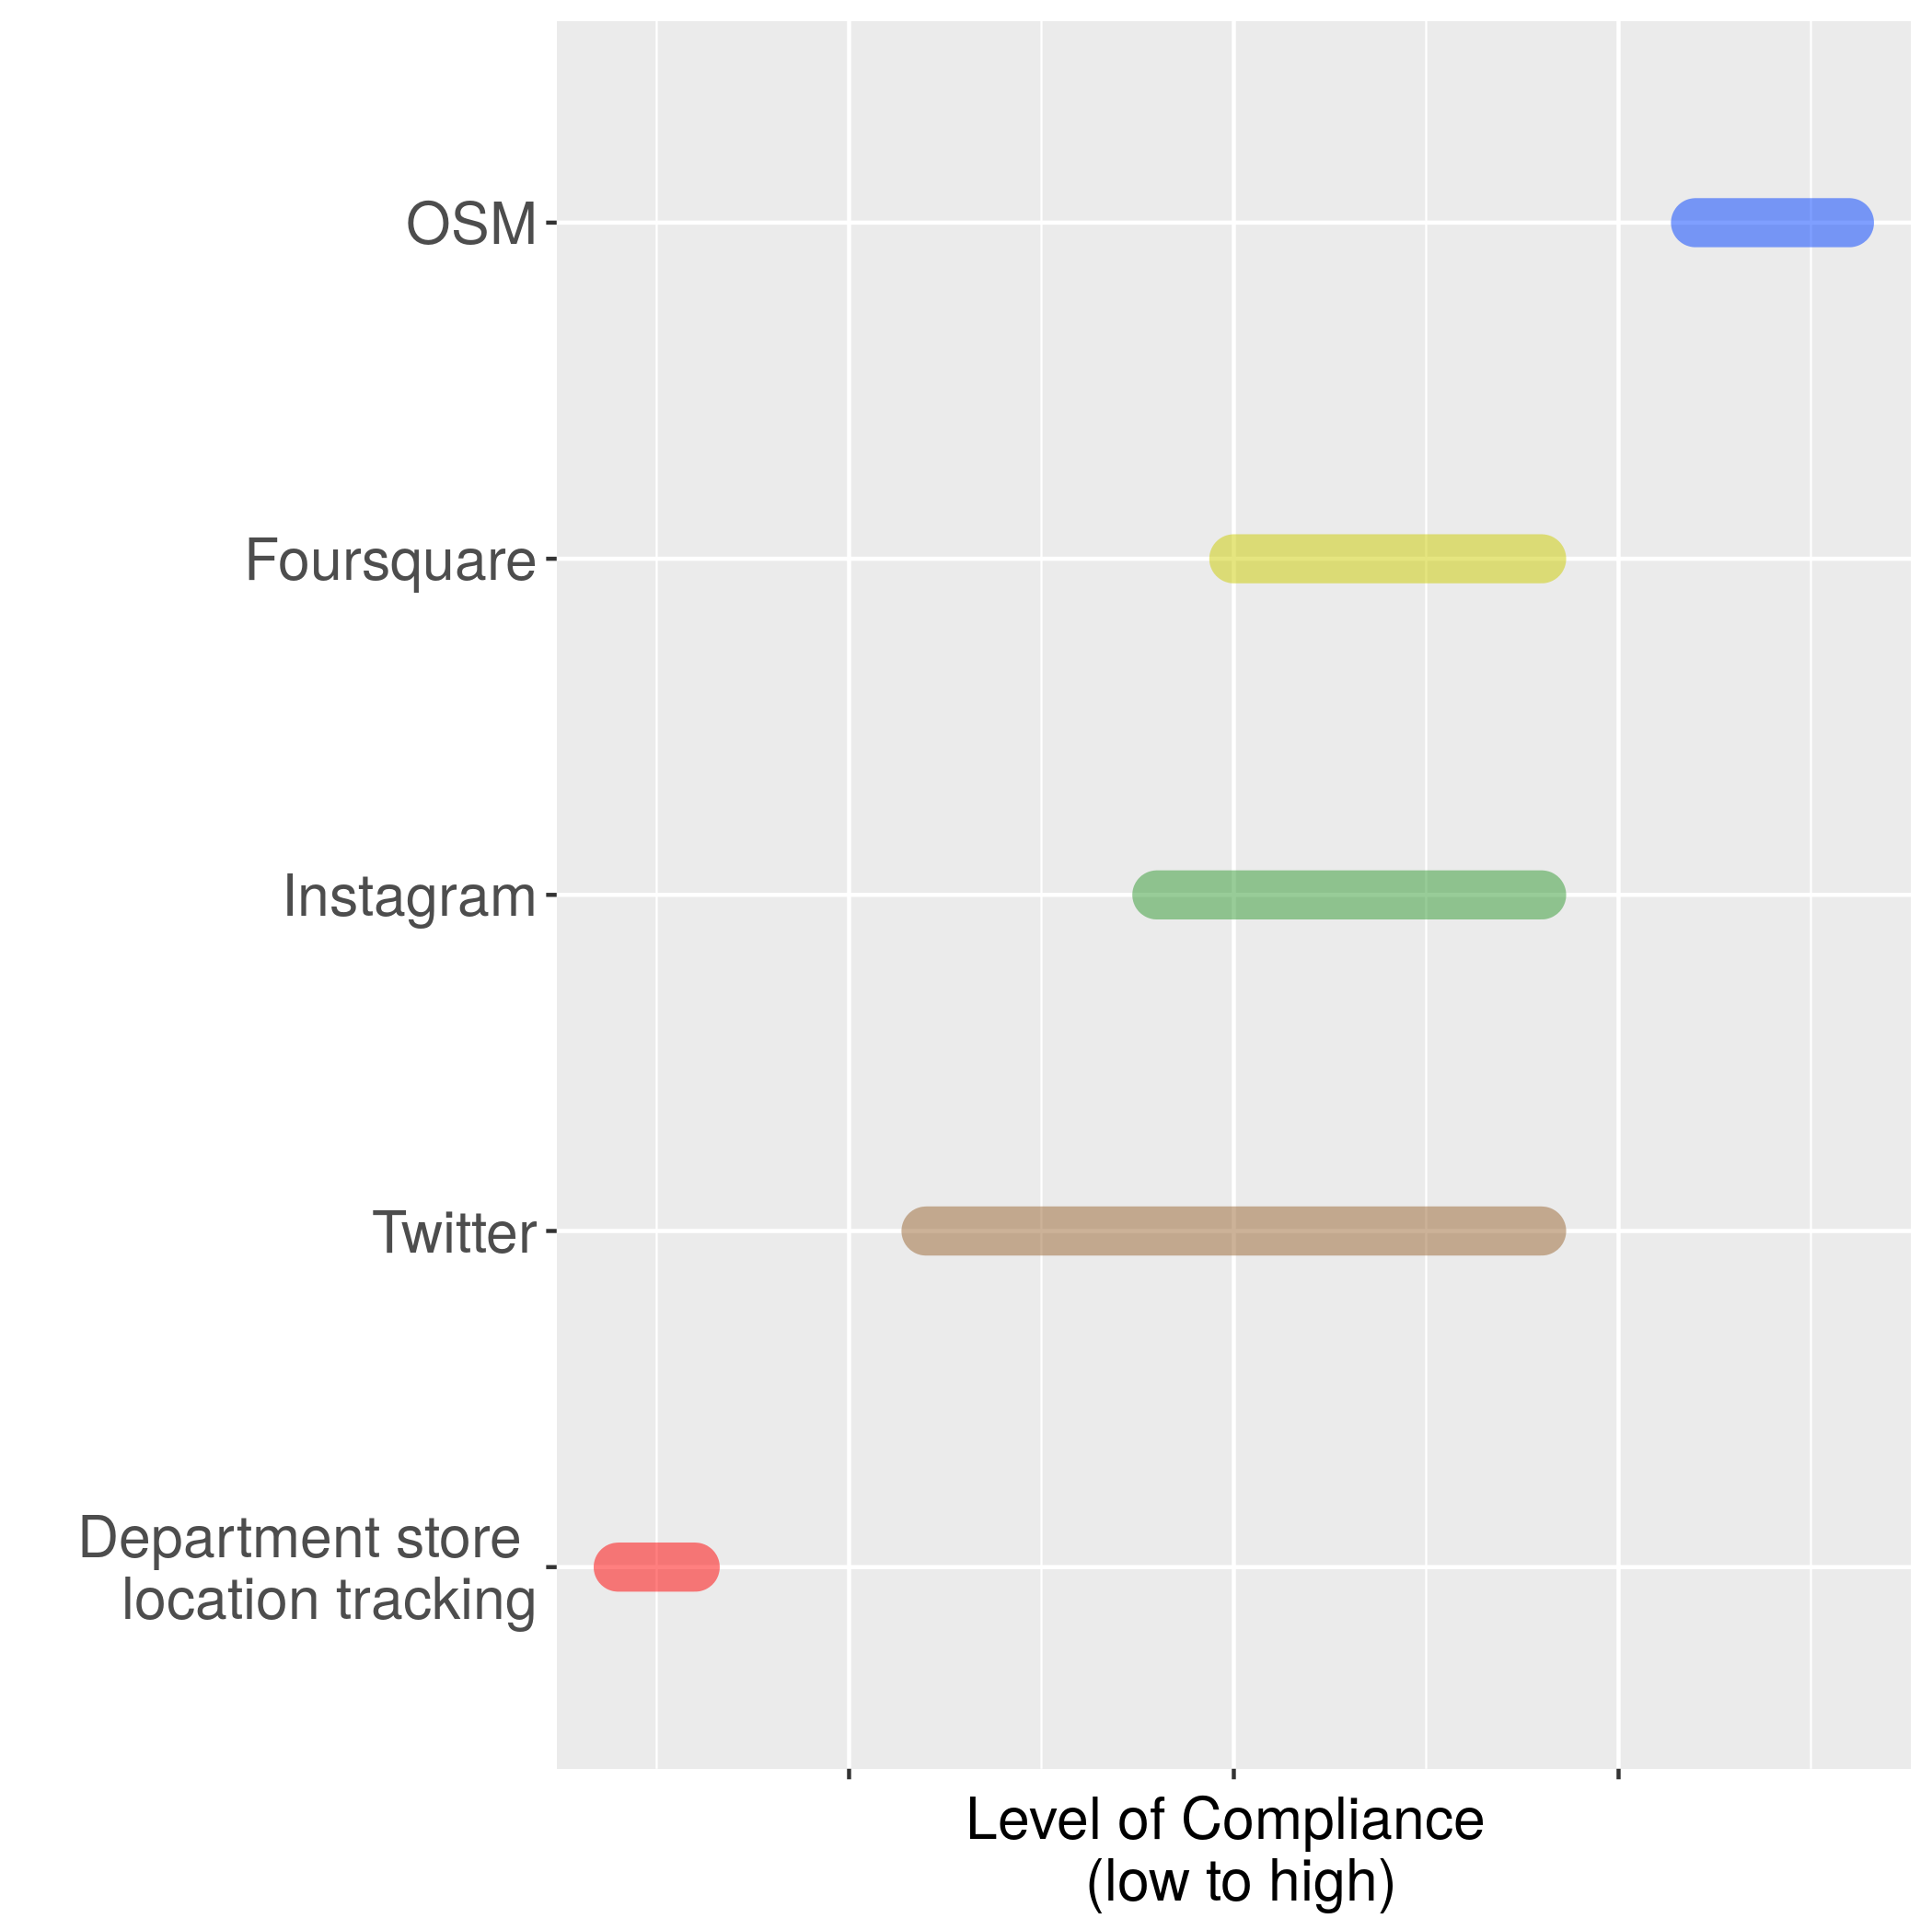 OSM
Foursquare
Instagram
Twitter
Department store
location tracking
Level of Compliance
(low to high)